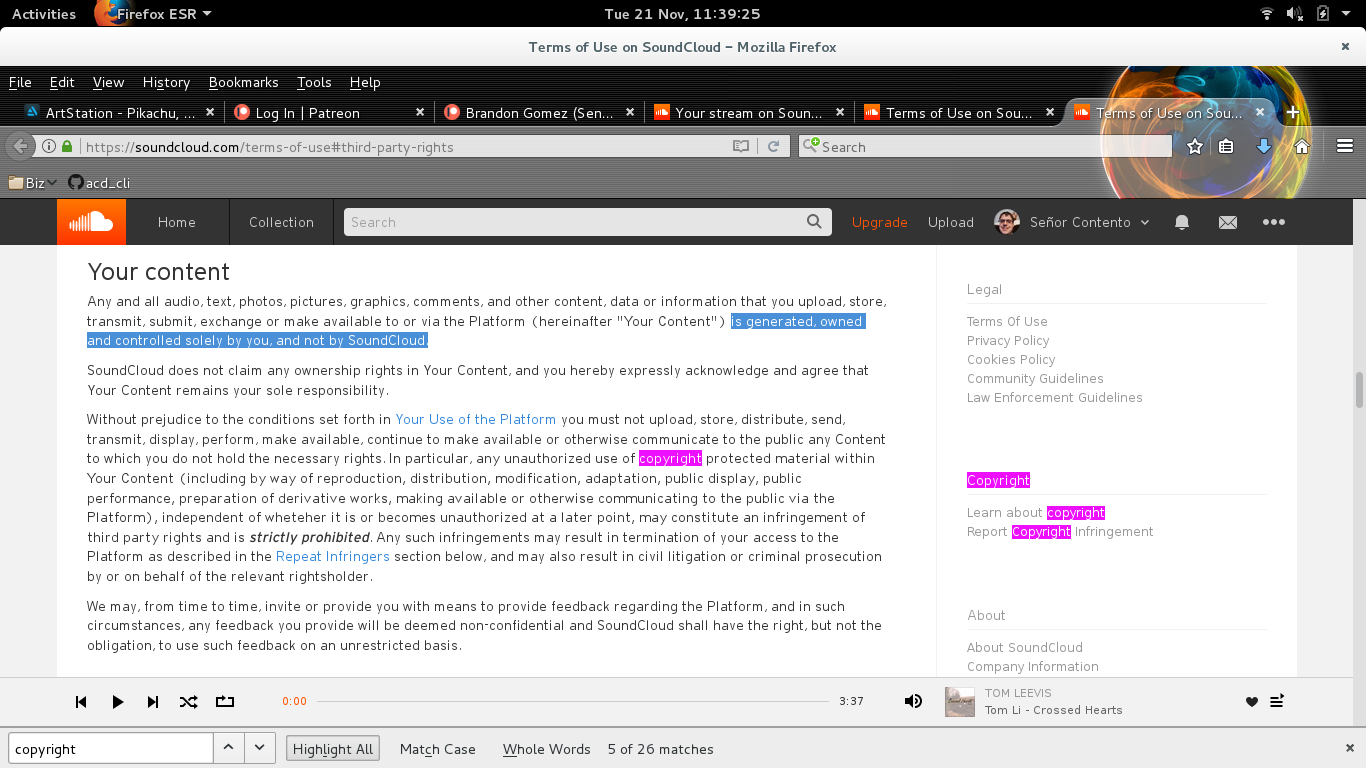 Activities Firefox ESR Tue 21 Nov, 11:39:25
Terms of Use on SoundCloud – Mozilla Firefox ×
File Edit View History Bookmarks Tools Help
ArtStation - Pikachu, ... × Log In | Patreon × Brandon Gomez (Sen... × Your stream on Soun... × Terms of Use on Sou... × Terms of Use on Sou... × +
https://soundcloud.com/terms-of-use#third-party-rights Search
Biz acd_cli
Home Collection Search Upgrade Upload Señor Contento
Your content
Any and all audio, text, photos, pictures, graphics, comments, and other content, data or information that you upload, store,
transmit, submit, exchange or make available to or via the Platform (hereinafter "Your Content") is generated, owned
and controlled solely by you, and not by SoundCloud.
SoundCloud does not claim any ownership rights in Your Content, and you hereby expressly acknowledge and agree that
Your Content remains your sole responsibility.
Without prejudice to the conditions set forth in Your Use of the Platform you must not upload, store, distribute, send,
transmit, display, perform, make available, continue to make available or otherwise communicate to the public any Content
to which you do not hold the necessary rights. In particular, any unauthorized use of copyright protected material within
Your Content (including by way of reproduction, distribution, modification, adaptation, public display, public
performance, preparation of derivative works, making available or otherwise communicating to the public via the
Platform), independent of whetether it is or becomes unauthorized at a later point, may constitute an infringement of
third party rights and is strictly prohibited. Any such infringements may result in termination of your access to the
Platform as described in the Repeat Infringers section below, and may also result in civil litigation or criminal prosecution
by or on behalf of the relevant rightsholder.
We may, from time to time, invite or provide you with means to provide feedback regarding the Platform, and in such
circumstances, any feedback you provide will be deemed non-confidential and SoundCloud shall have the right, but not the
obligation, to use such feedback on an unrestricted basis.
Legal
Terms Of Use
Privacy Policy
Cookies Policy
Community Guidelines
Law Enforcement Guidelines
Copyright
Learn about copyright
Report Copyright Infringement
About
About SoundCloud
Company Information
0:00 3:37
TOM LEEVIS
Tom Li - Crossed Hearts
copyright Highlight All Match Case Whole Words 5 of 26 matches ×